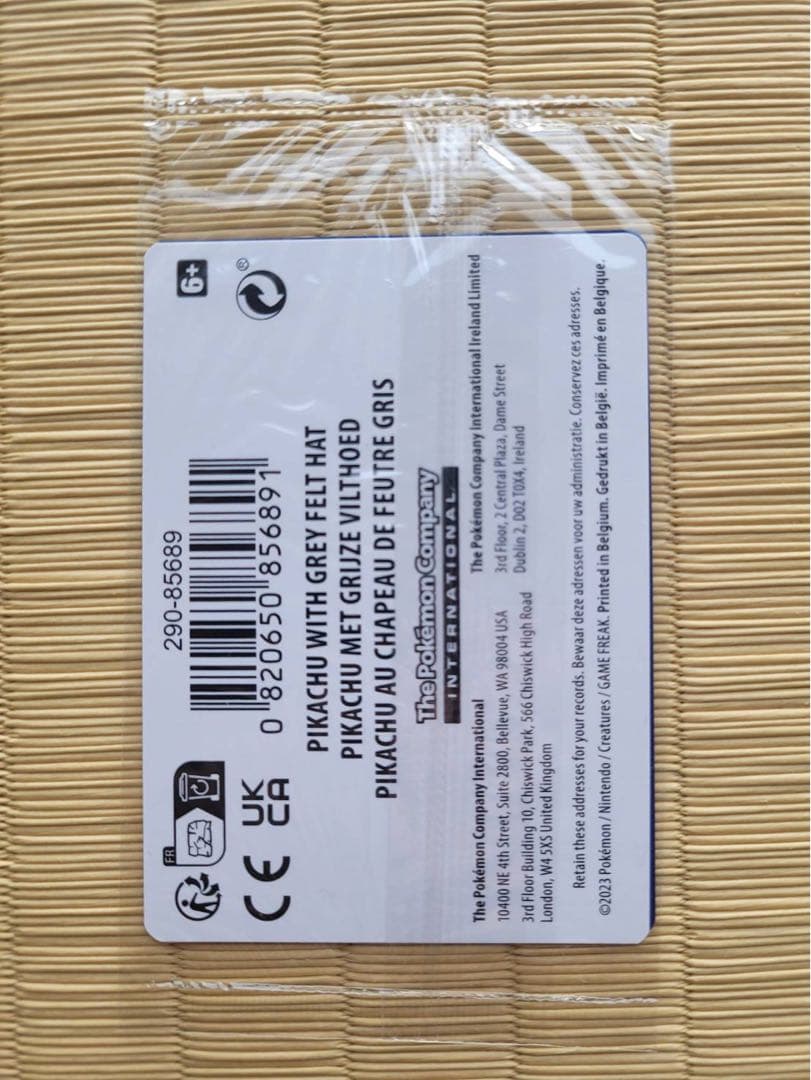 FR
CE
UK
CA
290-85689
0 820650 856891
6+
®
PIKACHU WITH GREY FELT HAT
PIKACHU MET GRIJZE VILTHOED
PIKACHU AU CHAPEAU DE FEUTRE GRIS
The Pokémon Company
INTERNATIONAL
The Pokémon Company International
10400 NE 4th Street, Suite 2800, Bellevue, WA 98004 USA
3rd Floor Building 10, Chiswick Park, 566 Chiswick High Road
London, W4 5XS United Kingdom
The Pokémon Company International Ireland Limited
3rd Floor, 2 Central Plaza, Dame Street
Dublin 2, D02 T0X4, Ireland
Retain these addresses for your records. Bewaar deze adressen voor uw administratie. Conservez ces adresses.
©2023 Pokémon / Nintendo / Creatures / GAME FREAK. Printed in Belgium. Gedrukt in België. Imprimé en Belgique.